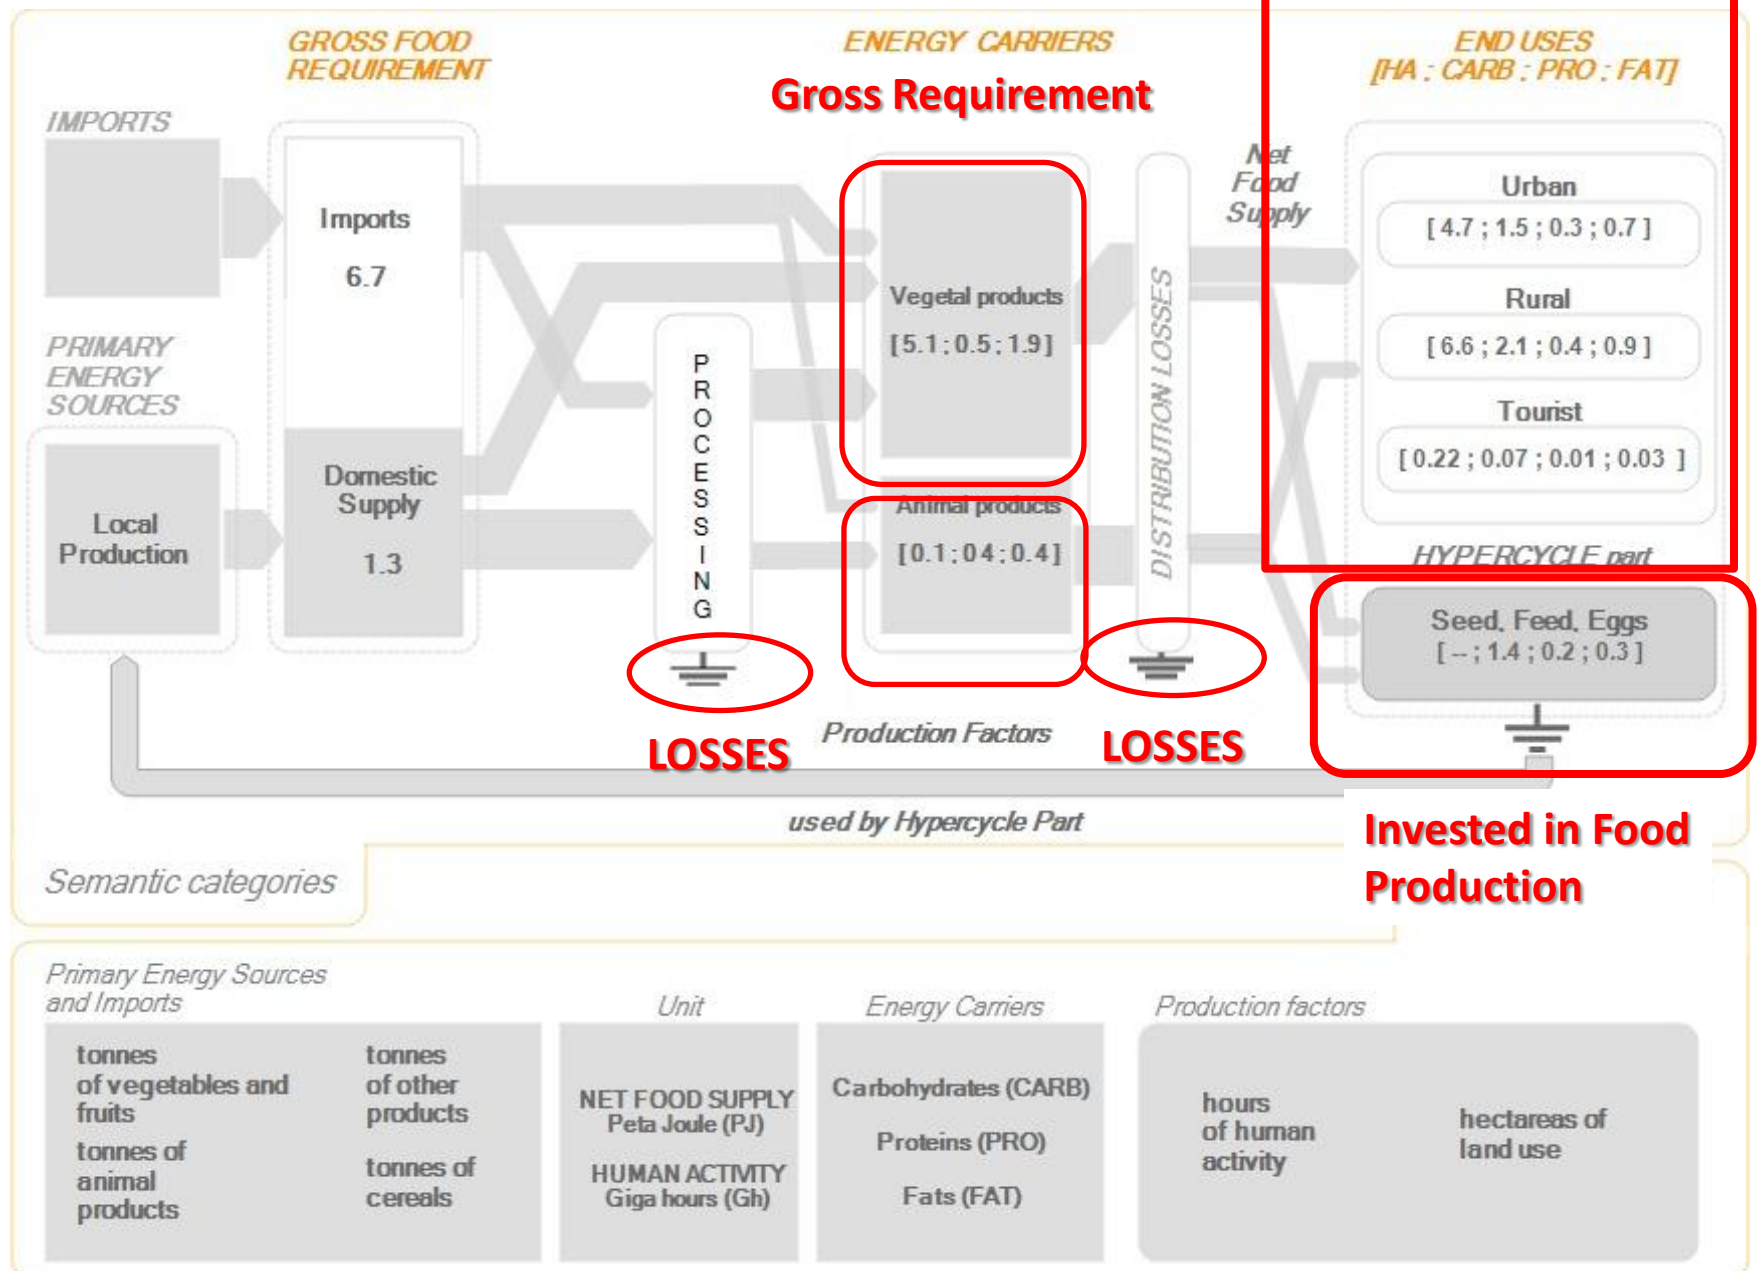 GROSS FOOD
REQUIREMENT
ENERGY CARRIERS
Gross Requirement
END USES
[HA : CARB : PRO : FAT]
IMPORTS
Imports
6.7
PRIMARY
ENERGY
SOURCES
Local
Production
Domestic
Supply
1.3
PROCESSING
LOSSES
Vegetal products
[5.1 ; 0.5 ; 1.9]
Animal products
[0.1 ; 04 ; 0.4]
Production Factors
DISTRIBUTION LOSSES
LOSSES
Net
Food
Supply
Urban
[ 4.7 ; 1.5 ; 0.3 ; 0.7 ]
Rural
[ 6.6 ; 2.1 ; 0.4 ; 0.9 ]
Tourist
[ 0.22 ; 0.07 ; 0.01 ; 0.03 ]
HYPERCYCLE part
Seed, Feed, Eggs
[ -- ; 1.4 ; 0.2 ; 0.3 ]
used by Hypercycle Part
Invested in Food
Production
Semantic categories
Primary Energy Sources
and Imports
tonnes
of vegetables and
fruits
tonnes of
animal
products
tonnes
of other
products
tonnes of
cereals
Unit
NET FOOD SUPPLY
Peta Joule (PJ)
HUMAN ACTIVITY
Giga hours (Gh)
Energy Carriers
Carbohydrates (CARB)
Proteins (PRO)
Fats (FAT)
Production factors
hours
of human
activity
hectareas of
land use